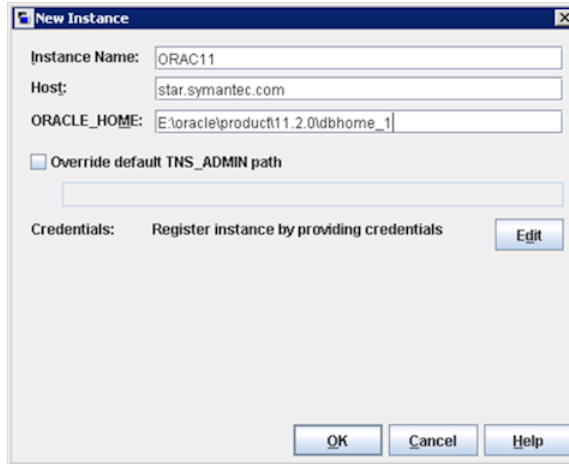 New Instance
Instance Name: ORAC11
Host: star.symantec.com
ORACLE_HOME: E:\oracle\product\11.2.0\dbhome_1
Override default TNS_ADMIN path
Credentials: Register instance by providing credentials Edit
OK Cancel Help